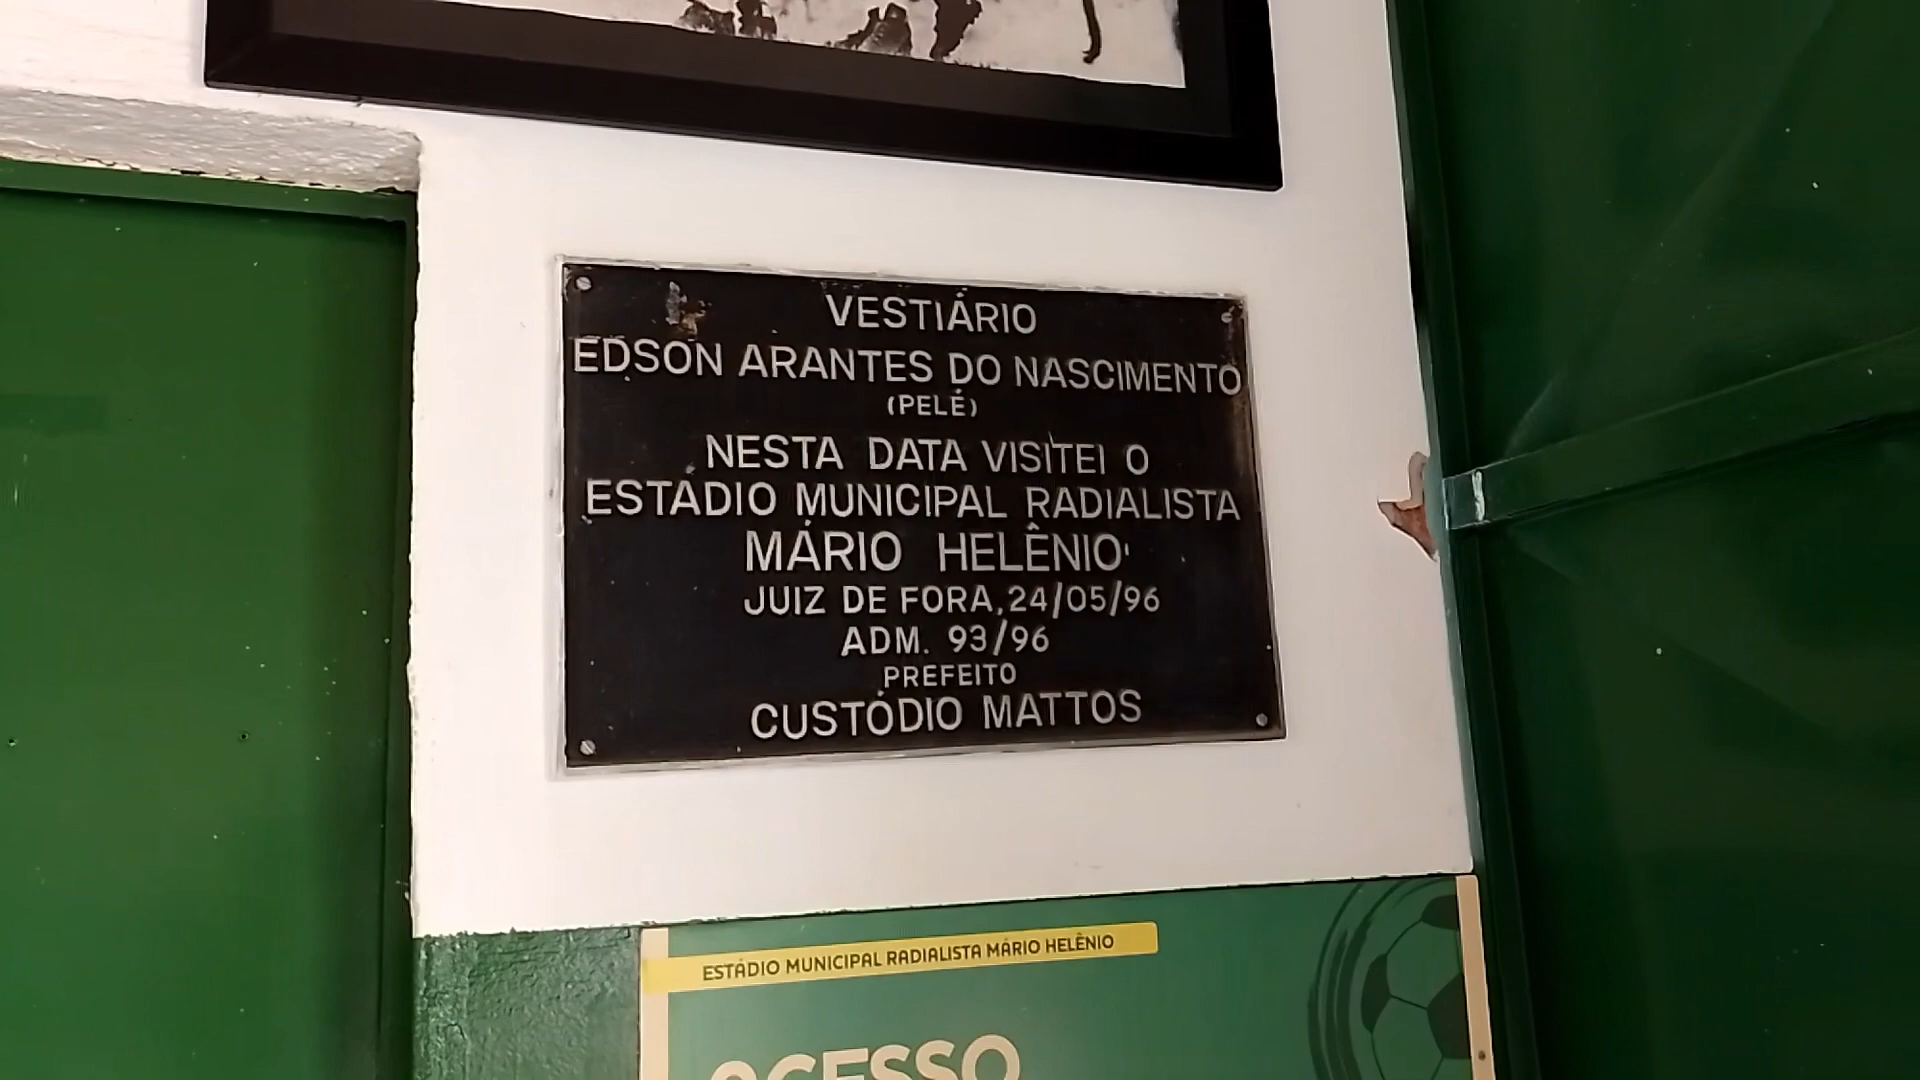 VESTIÁRIO
EDSON ARANTES DO NASCIMENTO
(PELÉ)
NESTA DATA VISITEI O
ESTÁDIO MUNICIPAL RADIALISTA
MÁRIO HELÊNIO
JUIZ DE FORA, 24/05/96
ADM. 93/96
PREFEITO
CUSTÓDIO MATTOS
ESTÁDIO MUNICIPAL RADIALISTA MÁRIO HELÊNIO
ACESSO